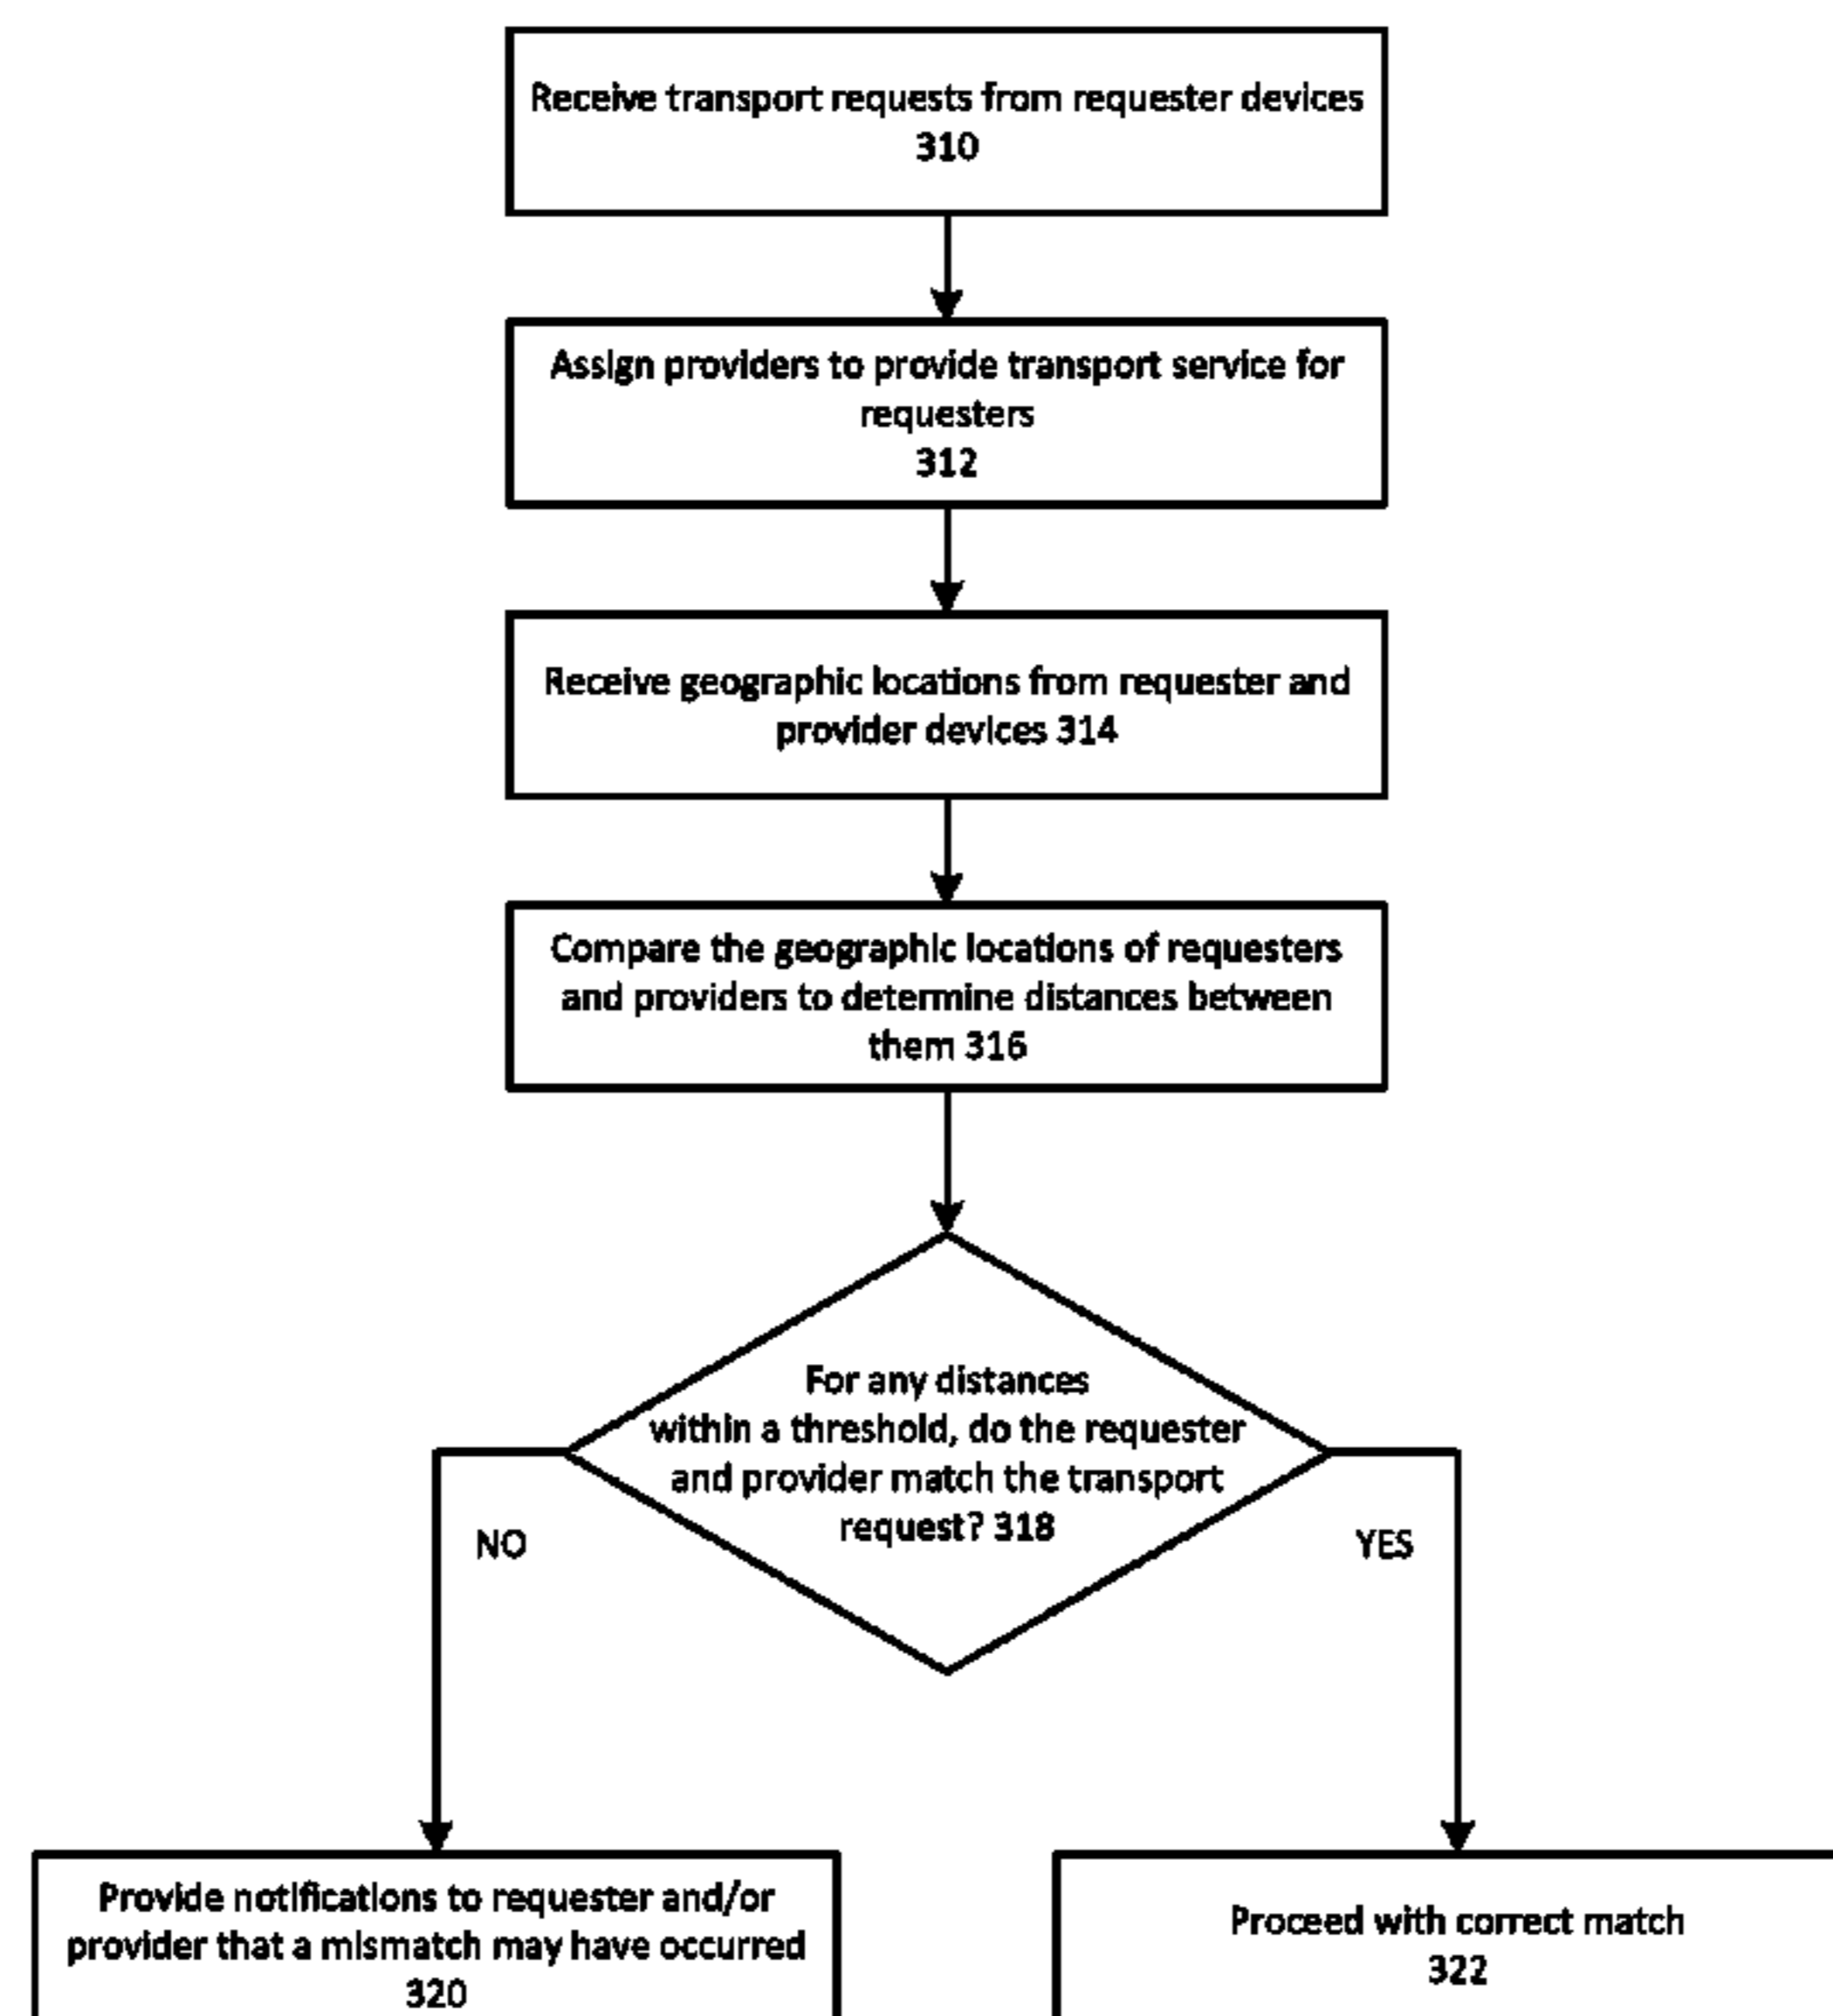 Receive transport requests from requester devices
310
Assign providers to provide transport service for
requesters
312
Receive geographic locations from requester and
provider devices 314
Compare the geographic locations of requesters
and providers to determine distances between
them 316
For any distances
within a threshold, do the requester
and provider match the transport
request? 318
NO
YES
Provide notifications to requester and/or
provider that a mismatch may have occurred
320
Proceed with correct match
322